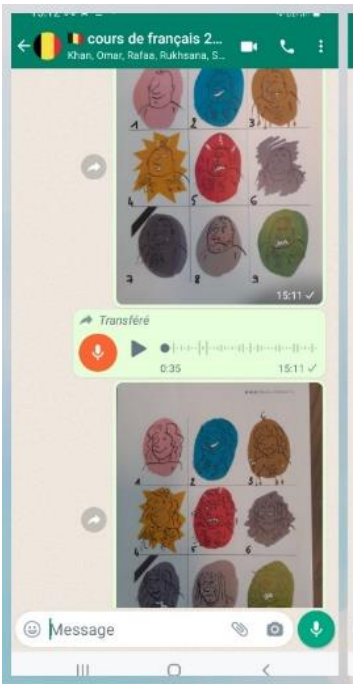 cours de français 2...
Khan, Omar, Rafaa, Rukhsana, S...
1 2 3
4 5 6
7 8 9
15:11
Transféré
0:35 15:11
1 2 3
4 5 6
Message